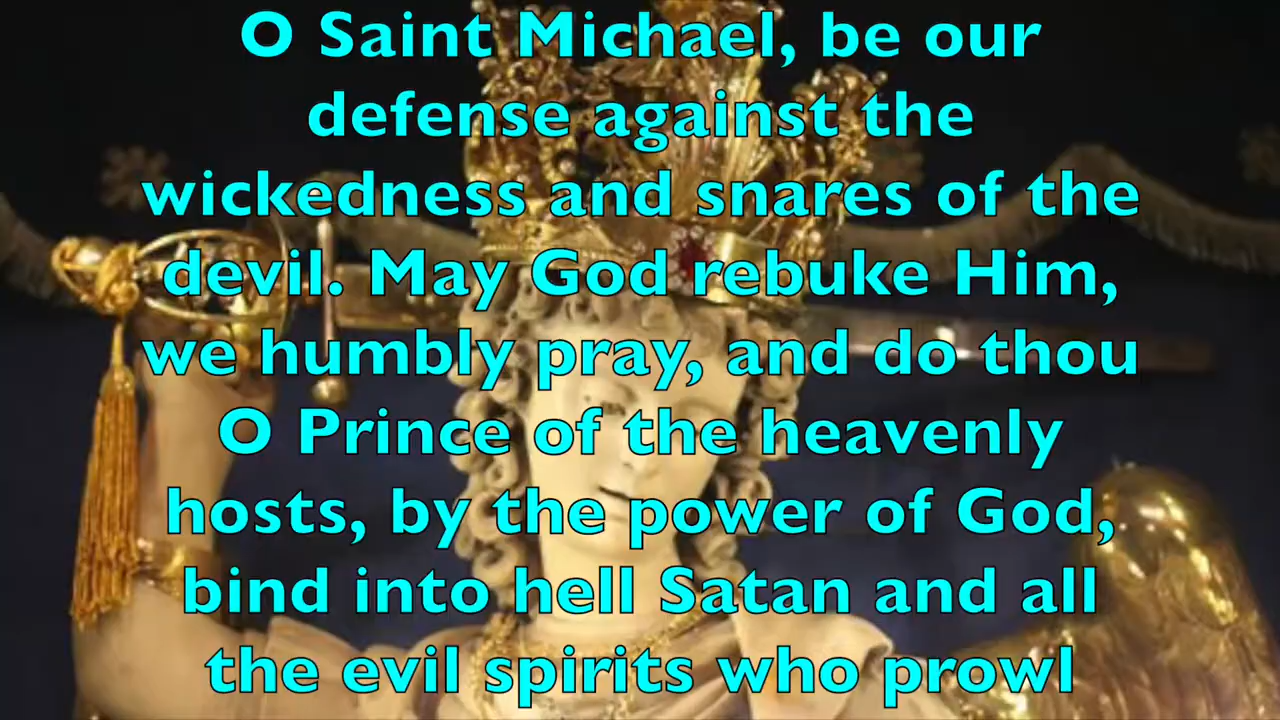 O Saint Michael, be our
defense against the
wickedness and snares of the
devil. May God rebuke Him,
we humbly pray, and do thou
O Prince of the heavenly
hosts, by the power of God,
bind into hell Satan and all
the evil spirits who prowl